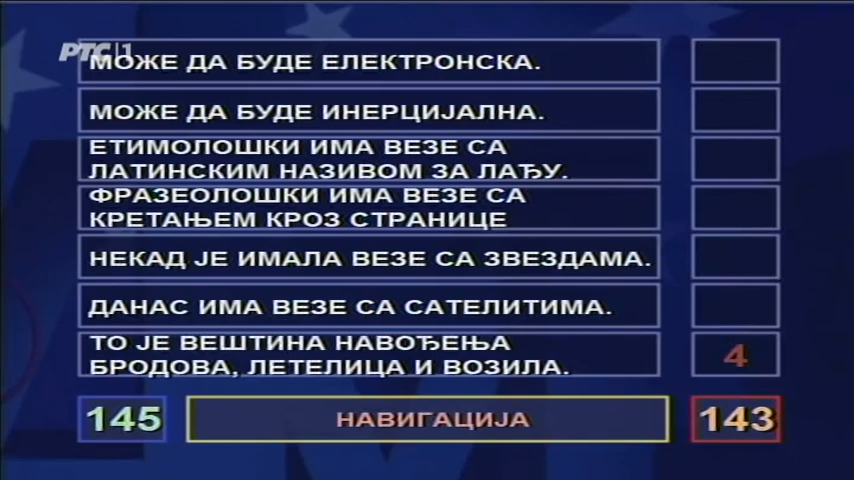 РТС|1
МОЖЕ ДА БУДЕ ЕЛЕКТРОНСКА.
МОЖЕ ДА БУДЕ ИНЕРЦИЈАЛНА.
ЕТИМОЛОШКИ ИМА ВЕЗЕ СА
ЛАТИНСКИМ НАЗИВОМ ЗА ЛАЂУ.
ФРАЗЕОЛОШКИ ИМА ВЕЗЕ СА
КРЕТАЊЕМ КРОЗ СТРАНИЦЕ
НЕКАД ЈЕ ИМАЛА ВЕЗЕ СА ЗВЕЗДАМА.
ДАНАС ИМА ВЕЗЕ СА САТЕЛИТИМА.
ТО ЈЕ ВЕШТИНА НАВОЂЕЊА
БРОДОВА, ЛЕТЕЛИЦА И ВОЗИЛА.
4
145 НАВИГАЦИЈА 143